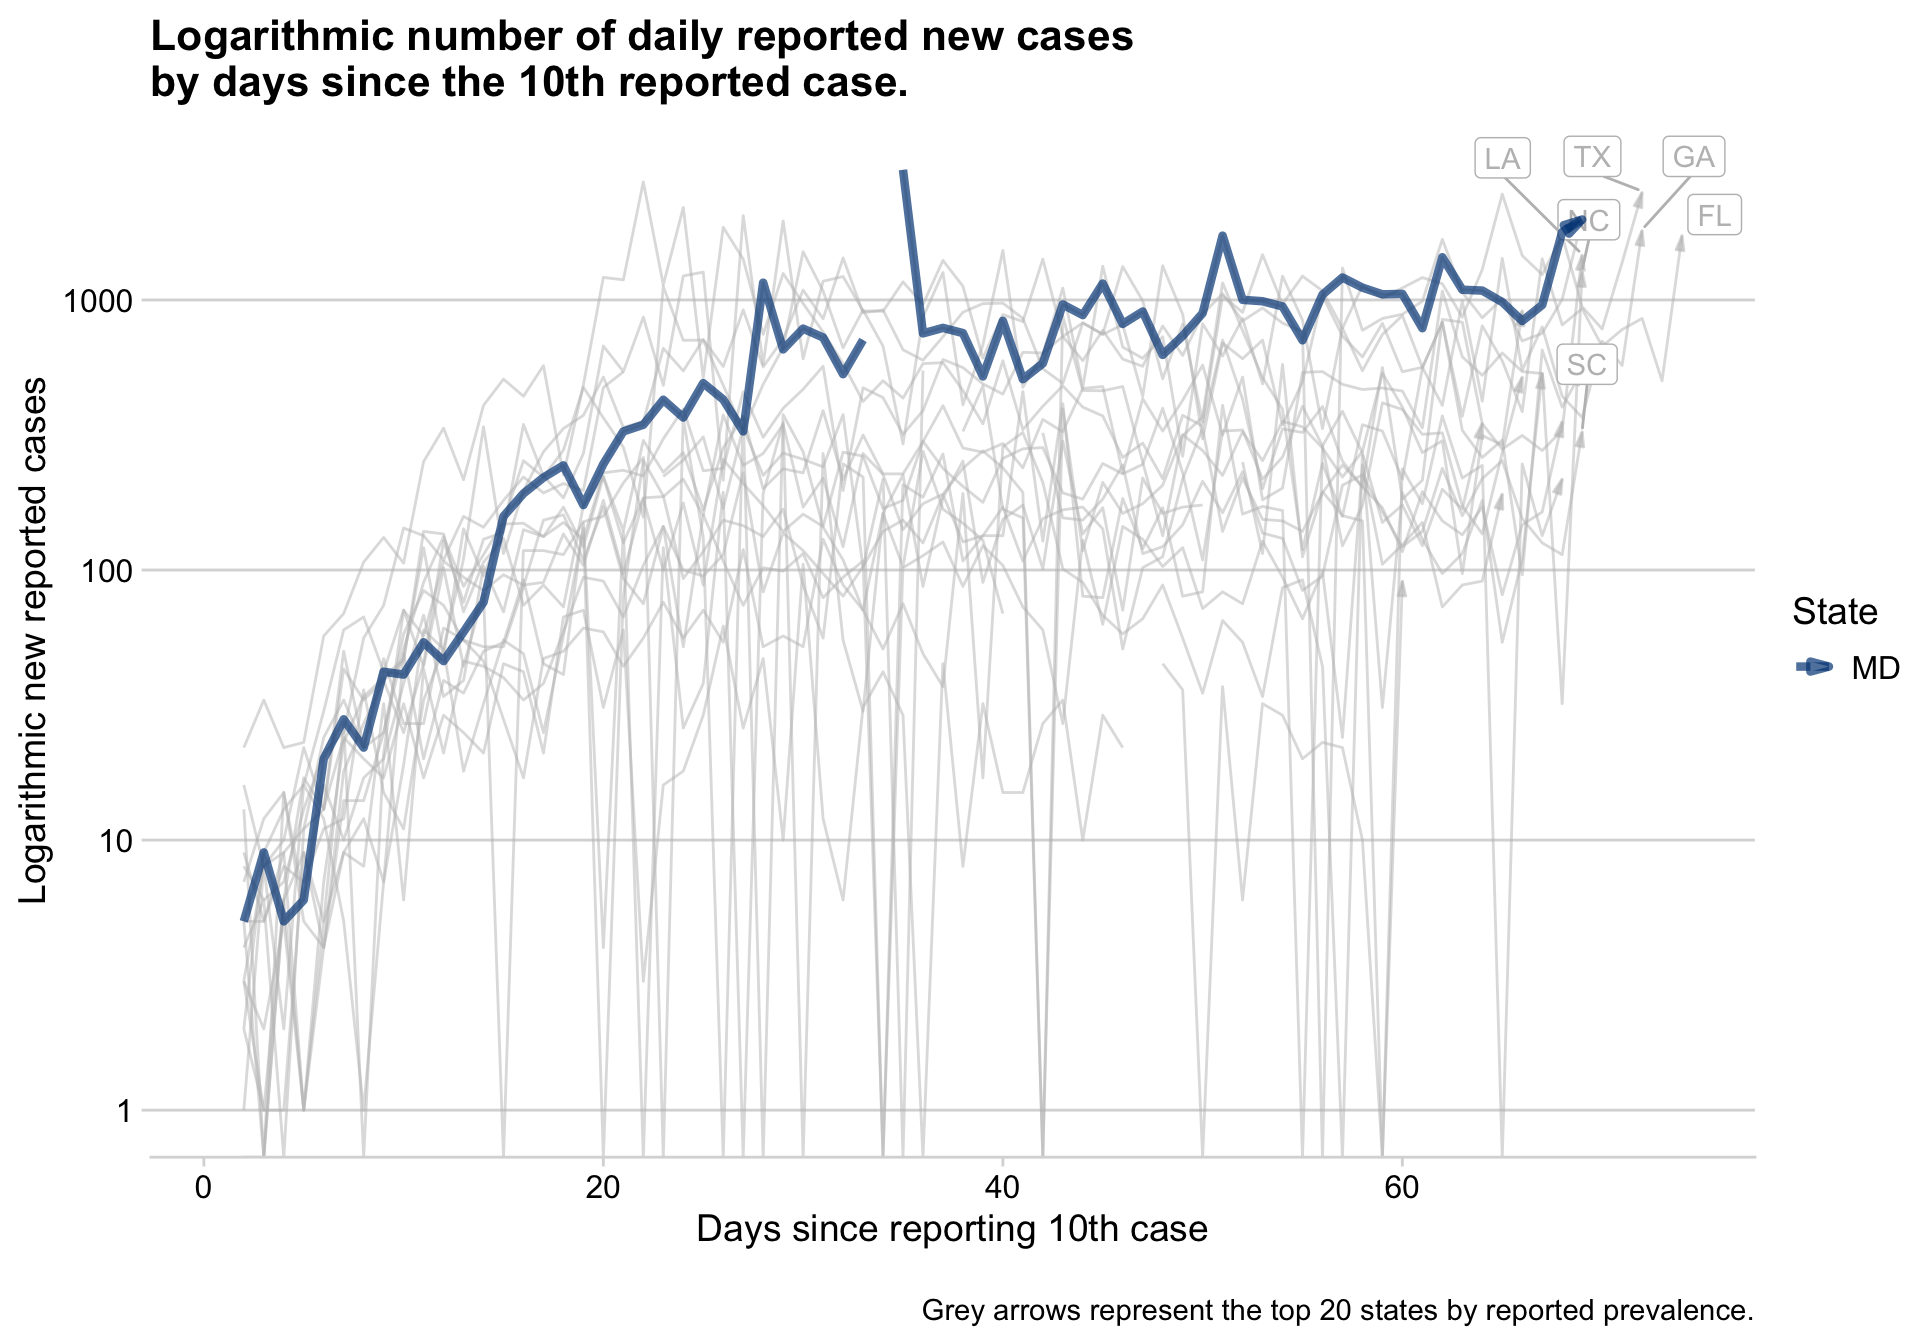 Logarithmic number of daily reported new cases
by days since the 10th reported case.
LA
TX
GA
NC
FL
SC
1000
100
10
1
Logarithmic new reported cases
0
20
40
60
Days since reporting 10th case
State
MD
Grey arrows represent the top 20 states by reported prevalence.